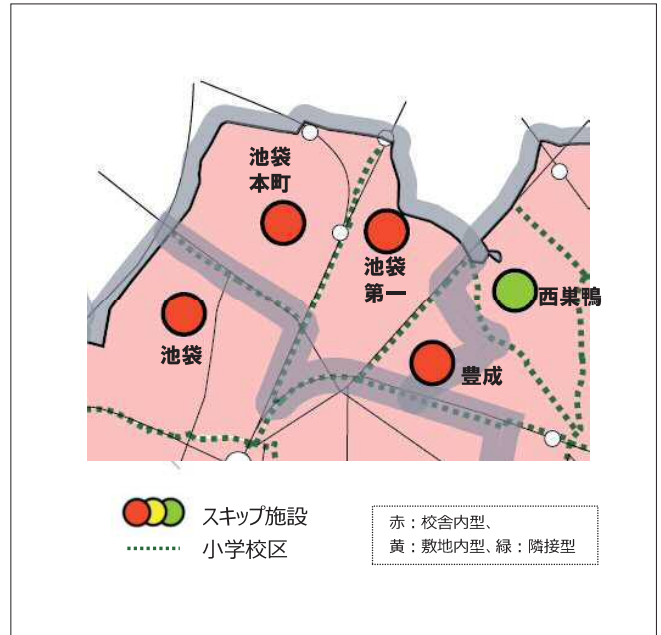 池袋
本町
池袋
第一
西巣鴨
池袋
豊成
スキップ施設
小学校区
赤：校舎内型、
黄：敷地内型、緑：隣接型